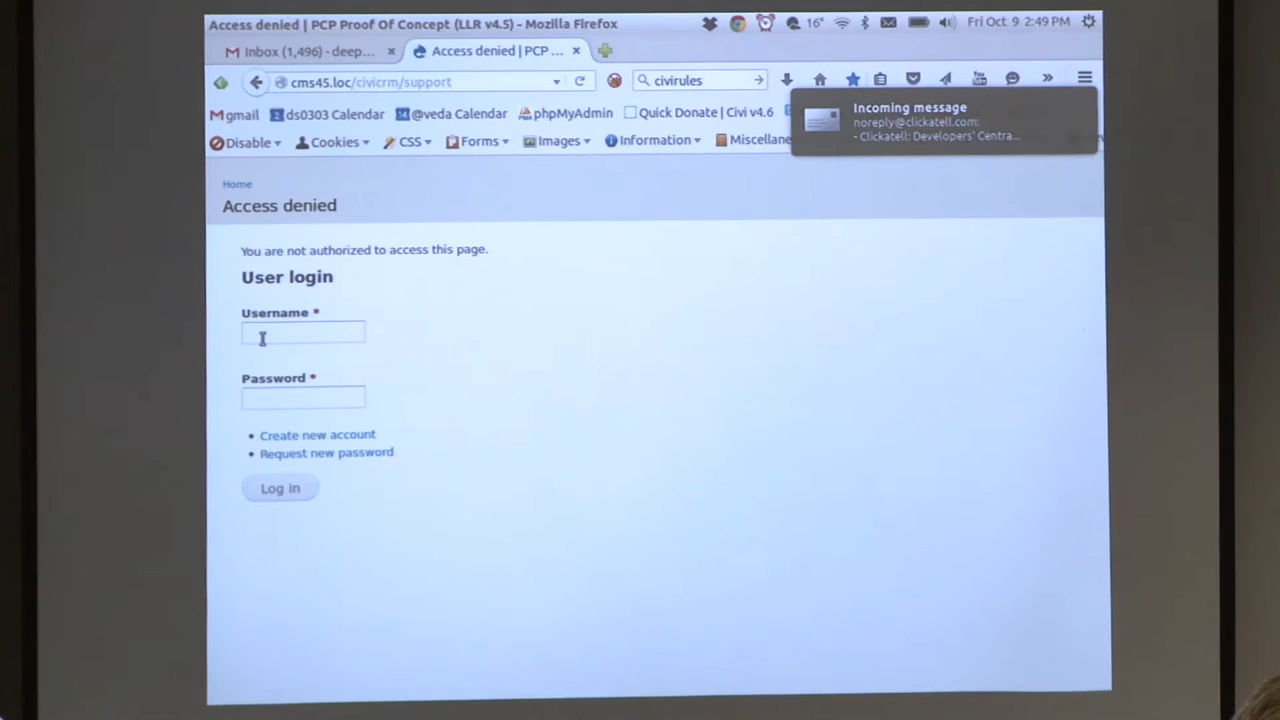 Access denied | PCP Proof Of Concept (LLR v4.5) - Mozilla Firefox
16° Fri Oct 9 2:49 PM
Inbox (1,496) - deep...
Access denied | PCP ...
cms45.loc/civicrm/support
civirules
gmail ds0303 Calendar @veda Calendar phpMyAdmin Quick Donate | Civi v4.6
Incoming message
noreply@clickatell.com:
- Clickatell: Developers' Centra...
Disable Cookies CSS Forms Images Information Miscellane
Home
Access denied
You are not authorized to access this page.
User login
Username *
Password *
• Create new account
• Request new password
Log in